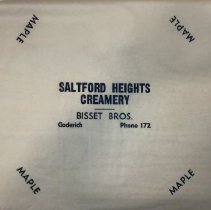 MAPLE
MAPLE
SALTFORD HEIGHTS
CREAMERY
BISSET BROS.
Goderich Phone 172
MAPLE
MAPLE